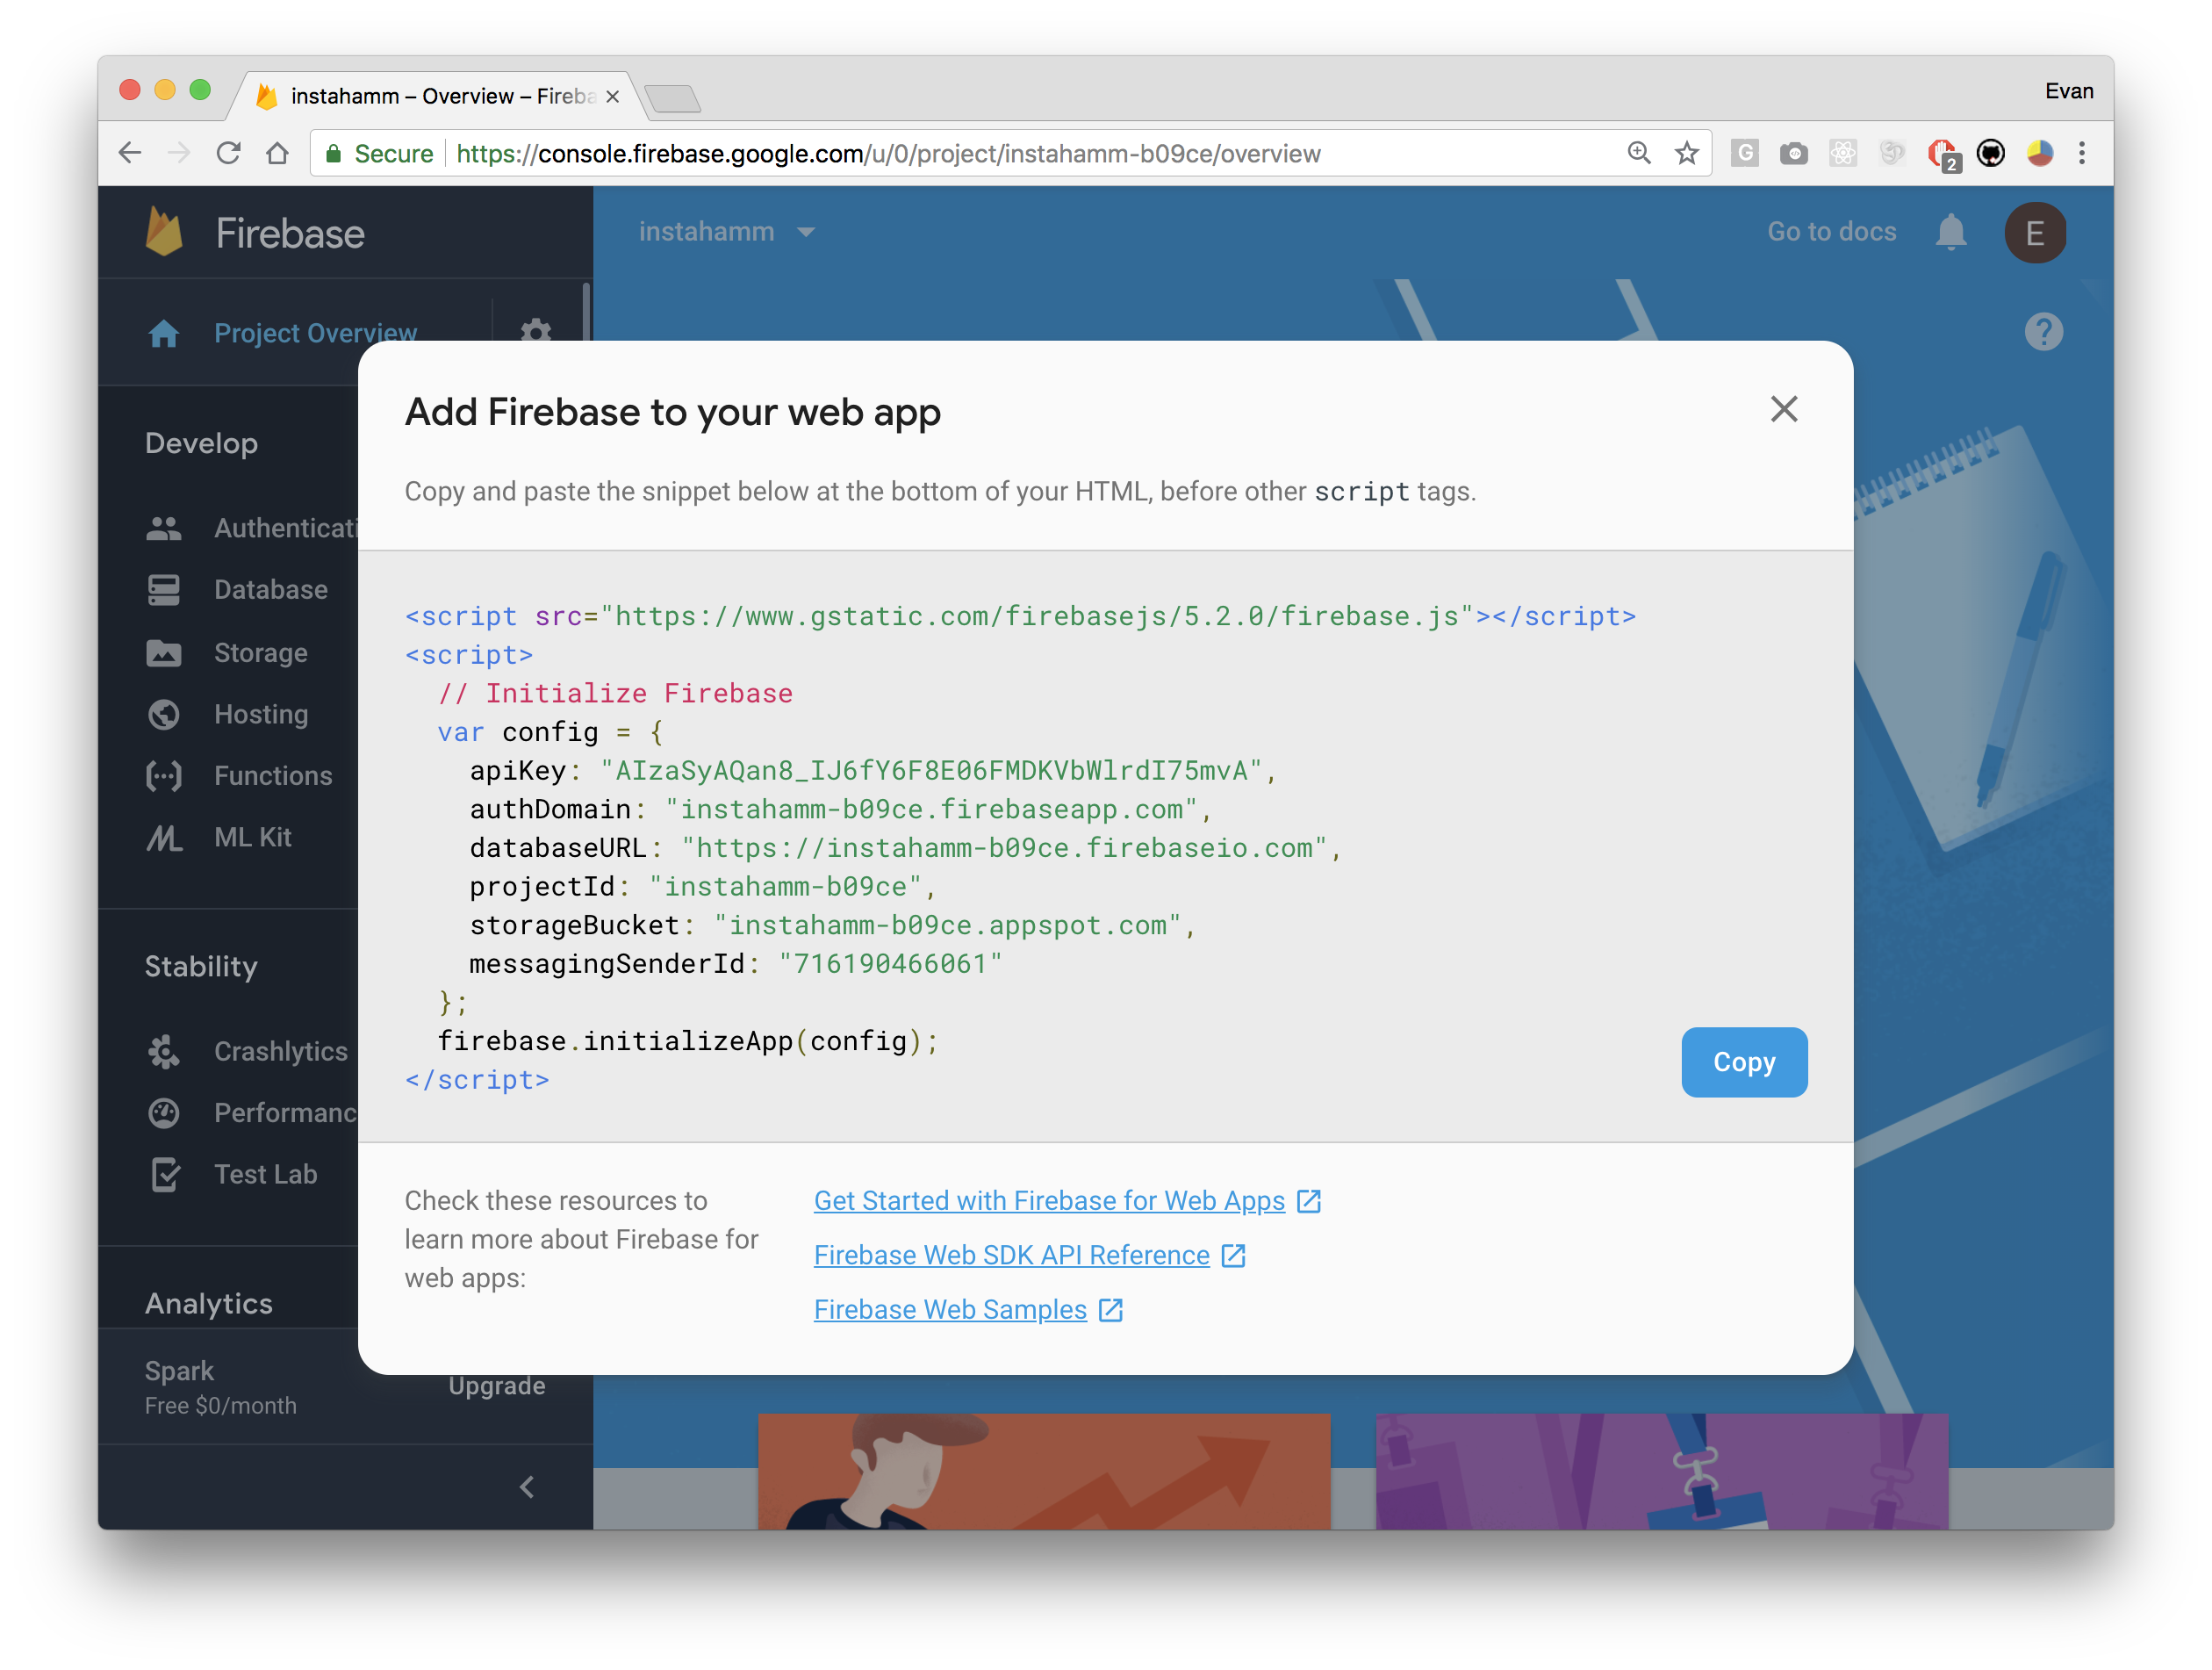 instahamm – Overview – Fireba
Evan
Secure https://console.firebase.google.com/u/0/project/instahamm-b09ce/overview
G
2
Firebase
instahamm
Go to docs
E
Project Overview
?
Develop
Authenticati
Database
Storage
Hosting
Functions
ML Kit
Stability
Crashlytics
Performanc
Test Lab
Analytics
Spark
Free $0/month
Upgrade
Add Firebase to your web app
Copy and paste the snippet below at the bottom of your HTML, before other script tags.
<script src="https://www.gstatic.com/firebasejs/5.2.0/firebase.js"></script>
<script>
// Initialize Firebase
var config = {
apiKey: "AIzaSyAQan8_IJ6fY6F8E06FMDKVbWlrdI75mvA",
authDomain: "instahamm-b09ce.firebaseapp.com",
databaseURL: "https://instahamm-b09ce.firebaseio.com",
projectId: "instahamm-b09ce",
storageBucket: "instahamm-b09ce.appspot.com",
messagingSenderId: "716190466061"
};
firebase.initializeApp(config);
</script>
Copy
Check these resources to
learn more about Firebase for
web apps:
Get Started with Firebase for Web Apps
Firebase Web SDK API Reference
Firebase Web Samples